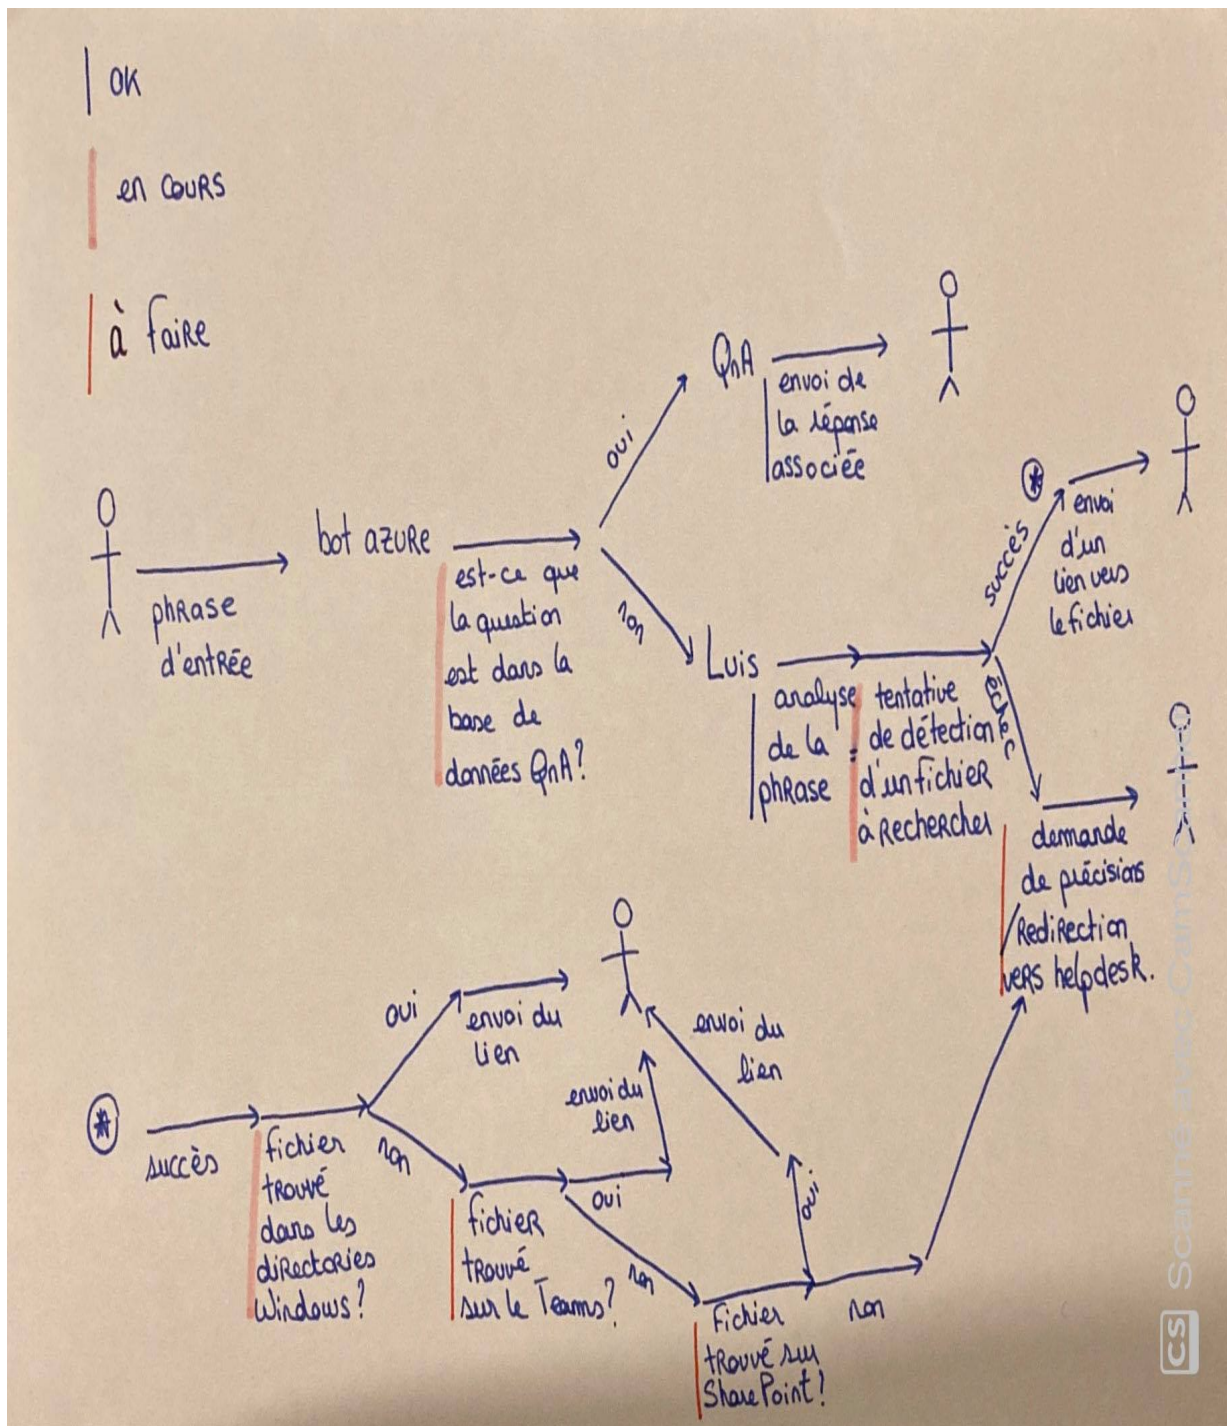 OK
en cours
à faire
QnA
envoi de
la réponse
associée
oui
phrase
d'entrée
bot azure
est-ce que
la question
est dans la
base de
données QnA?
non
Luis
analyse
de la
phrase
:
tentative
de détection
d'un fichier
à rechercher
succès
*
envoi
d'un
lien vers
le fichier
échec
demande
de précisions
/Redirection
vers helpdesk.
*
succès
fichier
trouvé
dans les
directories
Windows?
oui
envoi du
lien
non
fichier
trouvé
sur le Teams?
oui
envoi du
lien
non
Fichier
trouvé sur
SharePoint?
oui
envoi du
lien
non
CS Scanné avec CamScanner